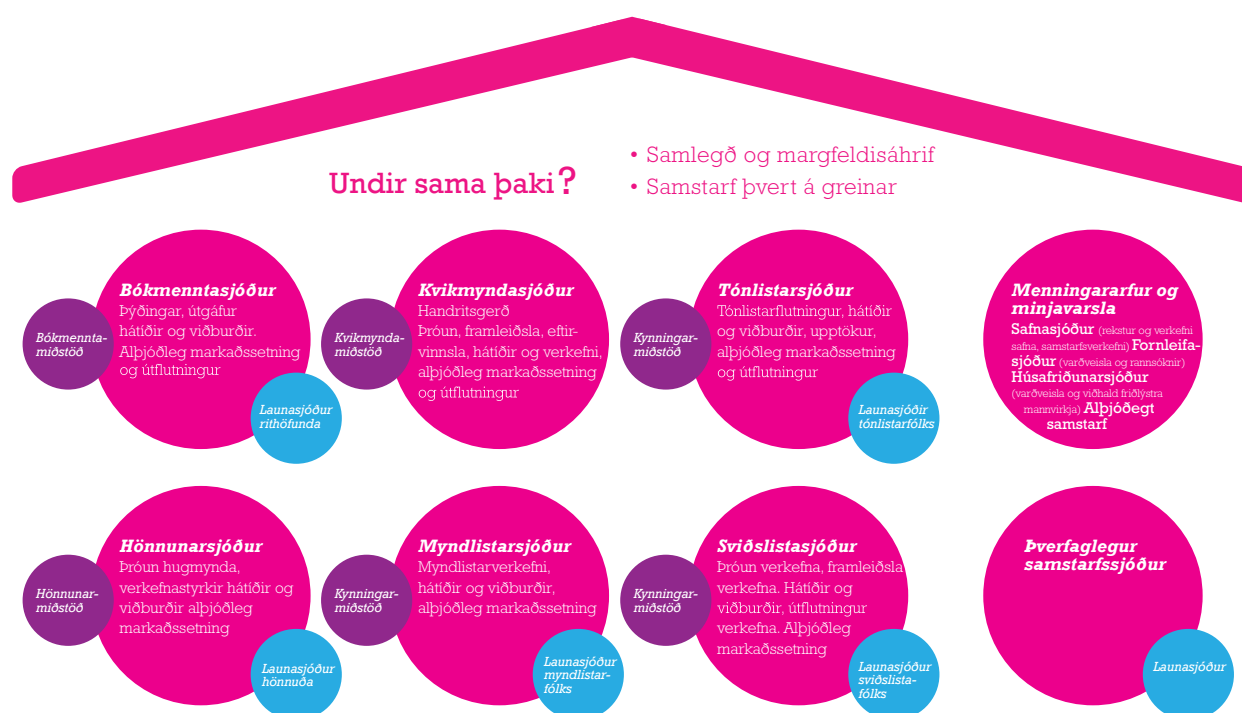 Undir sama þaki?
• Samlegð og margfeldisáhrif
• Samstarf þvert á greinar
Bókmennta-
miðstöð
Bókmenntasjóður
Þýðingar, útgáfur
hátíðir og viðburðir.
Alþjóðleg markaðssetning
og útflutningur
Launasjóður
rithöfunda
Kvikmynda-
miðstöð
Kvikmyndasjóður
Handritsgerð
Þróun, framleiðsla, eftir-
vinnsla, hátíðir og verkefni,
alþjóðleg markaðssetning
og útflutningur
Kynningar-
miðstöð
Tónlistarsjóður
Tónlistarflutningur, hátíðir
og viðburðir, upptökur,
alþjóðleg markaðssetning
og útflutningur
Launasjóðir
tónlistarfólks
Menningararfur og
minjavarsla
Safnasjóður (rekstur og verkefni
safna, samstarfsverkefni) Fornleifa-
sjóður (varðveisla og rannsóknir)
Húsafriðunarsjóður
(varðveisla og viðhald friðlýstra
mannvirkja) Alþjóðegt
samstarf
Hönnunar-
miðstöð
Hönnunarsjóður
Þróun hugmynda,
verkefnastyrkir hátíðir og
viðburðir alþjóðleg
markaðssetning
Launasjóður
hönnuða
Kynningar-
miðstöð
Myndlistarsjóður
Myndlistarverkefni,
hátíðir og viðburðir,
alþjóðleg markaðssetning
Launasjóður
myndlistar-
fólks
Kynningar-
miðstöð
Sviðslistasjóður
Þróun verkefna, framleiðsla
verkefna. Hátíðir og
viðburðir, útflutningur
verkefna. Alþjóðleg
markaðssetning
Launasjóður
sviðslista-
fólks
Þverfaglegur
samstarfssjóður
Launasjóður